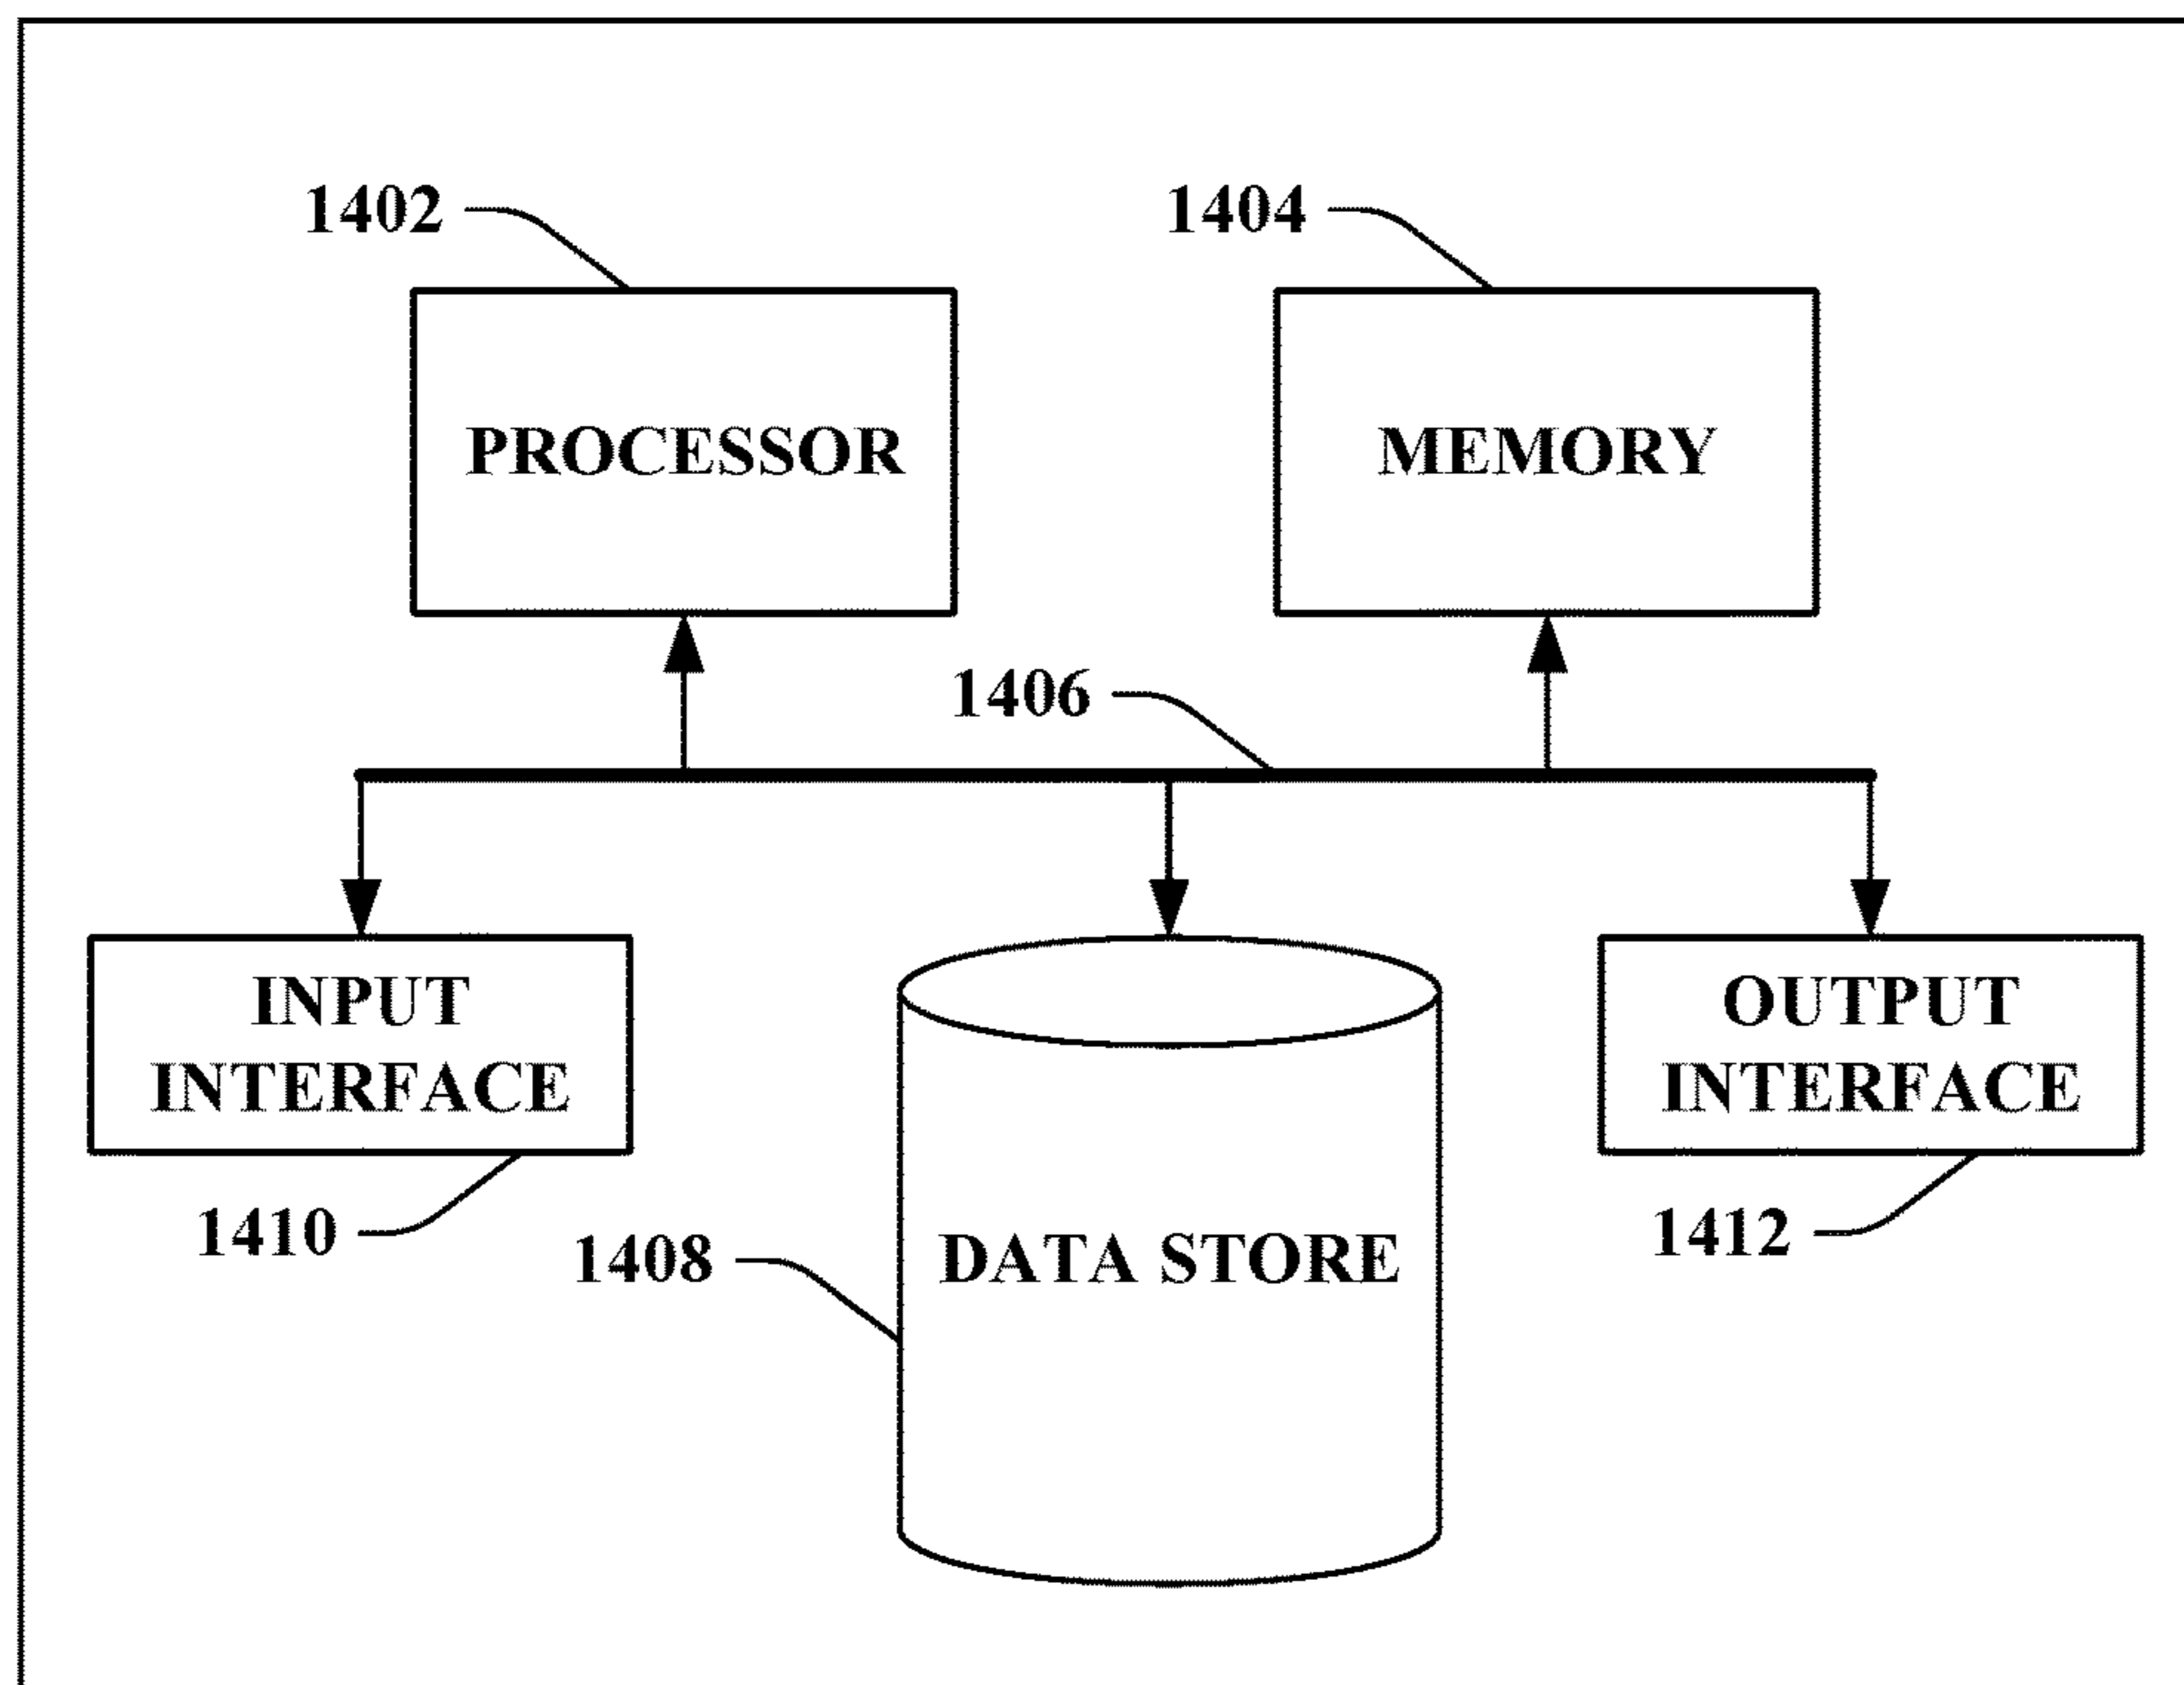 1402
1404
PROCESSOR
MEMORY
1406
INPUT
INTERFACE
OUTPUT
INTERFACE
1410
1408
DATA STORE
1412